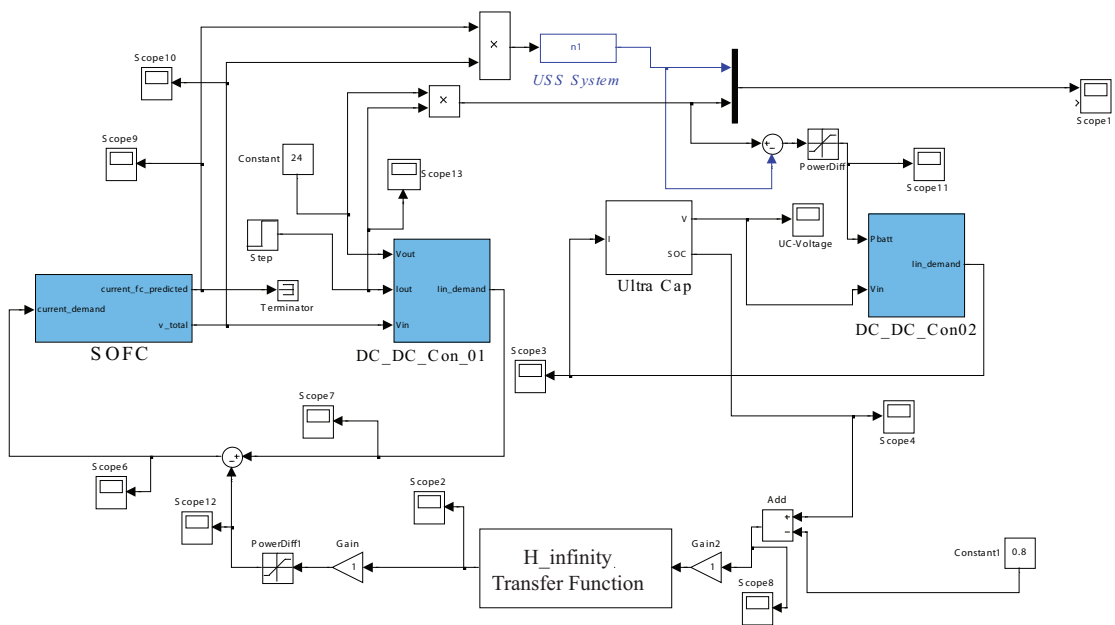 Scope10
×
n1
USS System
×
Scope1
Scope9
Constant
24
Scope13
+
-
PowerDiff
Scope11
Step
Vout
Iout
Vin
Iin_demand
DC_DC_Con_01
I
V
SOC
Ultra Cap
UC-Voltage
Pbatt
Vin
Iin_demand
DC_DC_Con02
current_fc_predicted
current_demand
v_total
SOFC
Terminator
Scope3
Scope7
Scope4
-
+
Scope6
Scope12
Scope2
Add
+
-
PowerDiff1
Gain
1
H_infinity
Transfer Function
Gain2
1
Scope8
Constant1
0.8